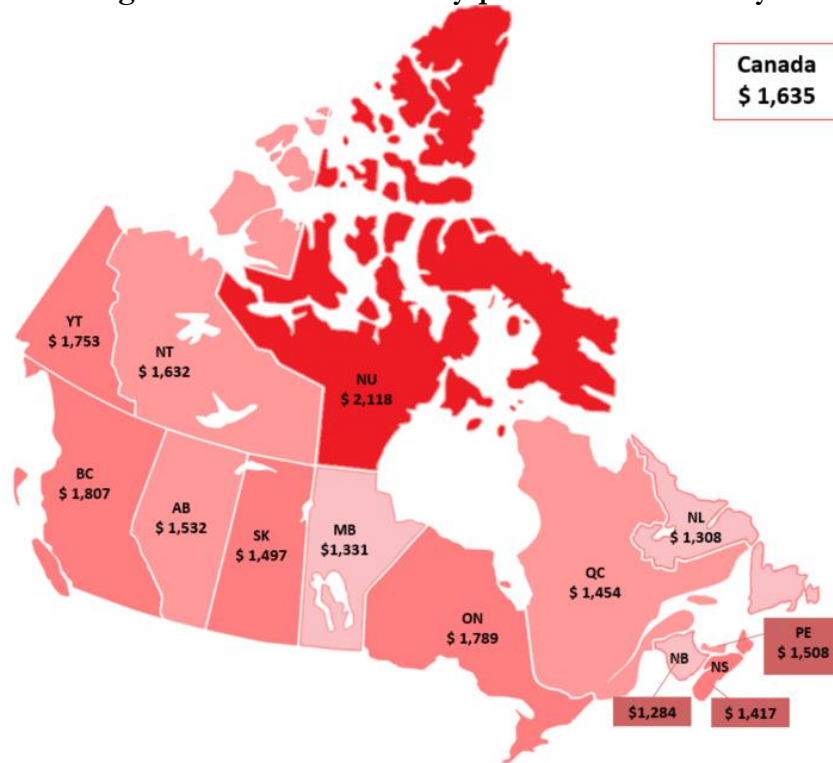 Canada
$ 1,635
YT
$ 1,753
NT
$ 1,632
NU
$ 2,118
BC
$ 1,807
AB
$ 1,532
SK
$ 1,497
MB
$1,331
ON
$ 1,789
QC
$ 1,454
NL
$ 1,308
PE
$ 1,508
NB
NS
$1,284
$ 1,417